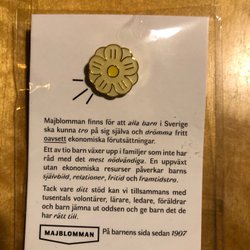 Majblomman finns för att alla barn i Sverige
ska kunna tro på sig själva och drömma fritt
oavsett ekonomiska förutsättningar.
Ett av tio barn växer upp i familjer som inte har
råd med det mest nödvändiga. En uppväxt
utan ekonomiska resurser påverkar barns
självbild, relationer, fritid och framtidstro.
Tack vare ditt stöd kan vi tillsammans med
tusentals volontärer, lärare, ledare, föräldrar
och barn jämna ut oddsen och ge barn det de
har rätt till.
MAJBLOMMAN På barnens sida sedan 1907